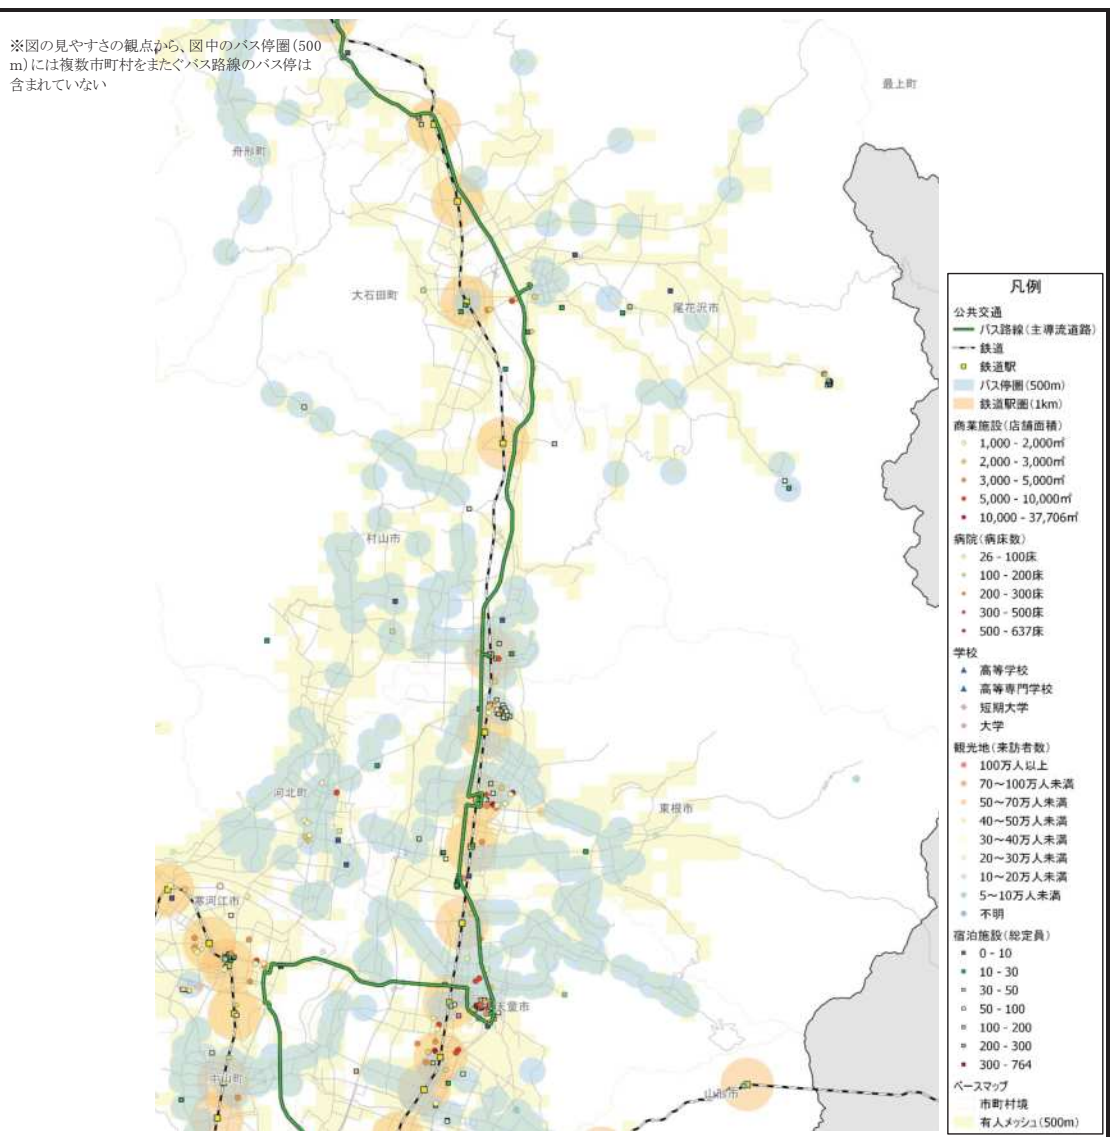 ※図の見やすさの観点から、図中のバス停圏(500
m)には複数市町村をまたぐバス路線のバス停は
含まれていない
最上町
舟形町
大石田町
尾花沢市
村山市
河北町
東根市
寒河江市
天童市
中山町
山形市
凡例
公共交通
バス路線(主導流道路)
鉄道
鉄道駅
バス停圏(500m)
鉄道駅圏(1km)
商業施設(店舗面積)
1,000 - 2,000㎡
2,000 - 3,000㎡
3,000 - 5,000㎡
5,000 - 10,000㎡
10,000 - 37,706㎡
病院(病床数)
26 - 100床
100 - 200床
200 - 300床
300 - 500床
500 - 637床
学校
高等学校
高等専門学校
短期大学
大学
観光地(来訪者数)
100万人以上
70～100万人未満
50～70万人未満
40～50万人未満
30～40万人未満
20～30万人未満
10～20万人未満
5～10万人未満
不明
宿泊施設(総定員)
0 - 10
10 - 30
30 - 50
50 - 100
100 - 200
200 - 300
300 - 764
ベースマップ
市町村境
有人メッシュ(500m)